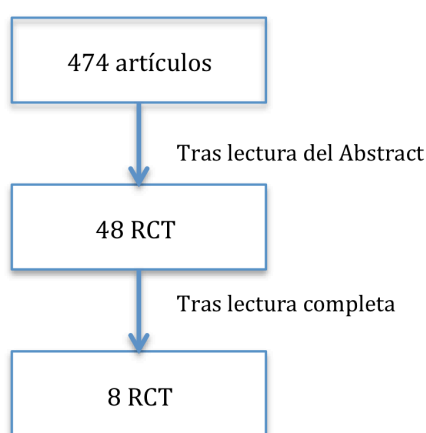 474 artículos
Tras lectura del Abstract
48 RCT
Tras lectura completa
8 RCT